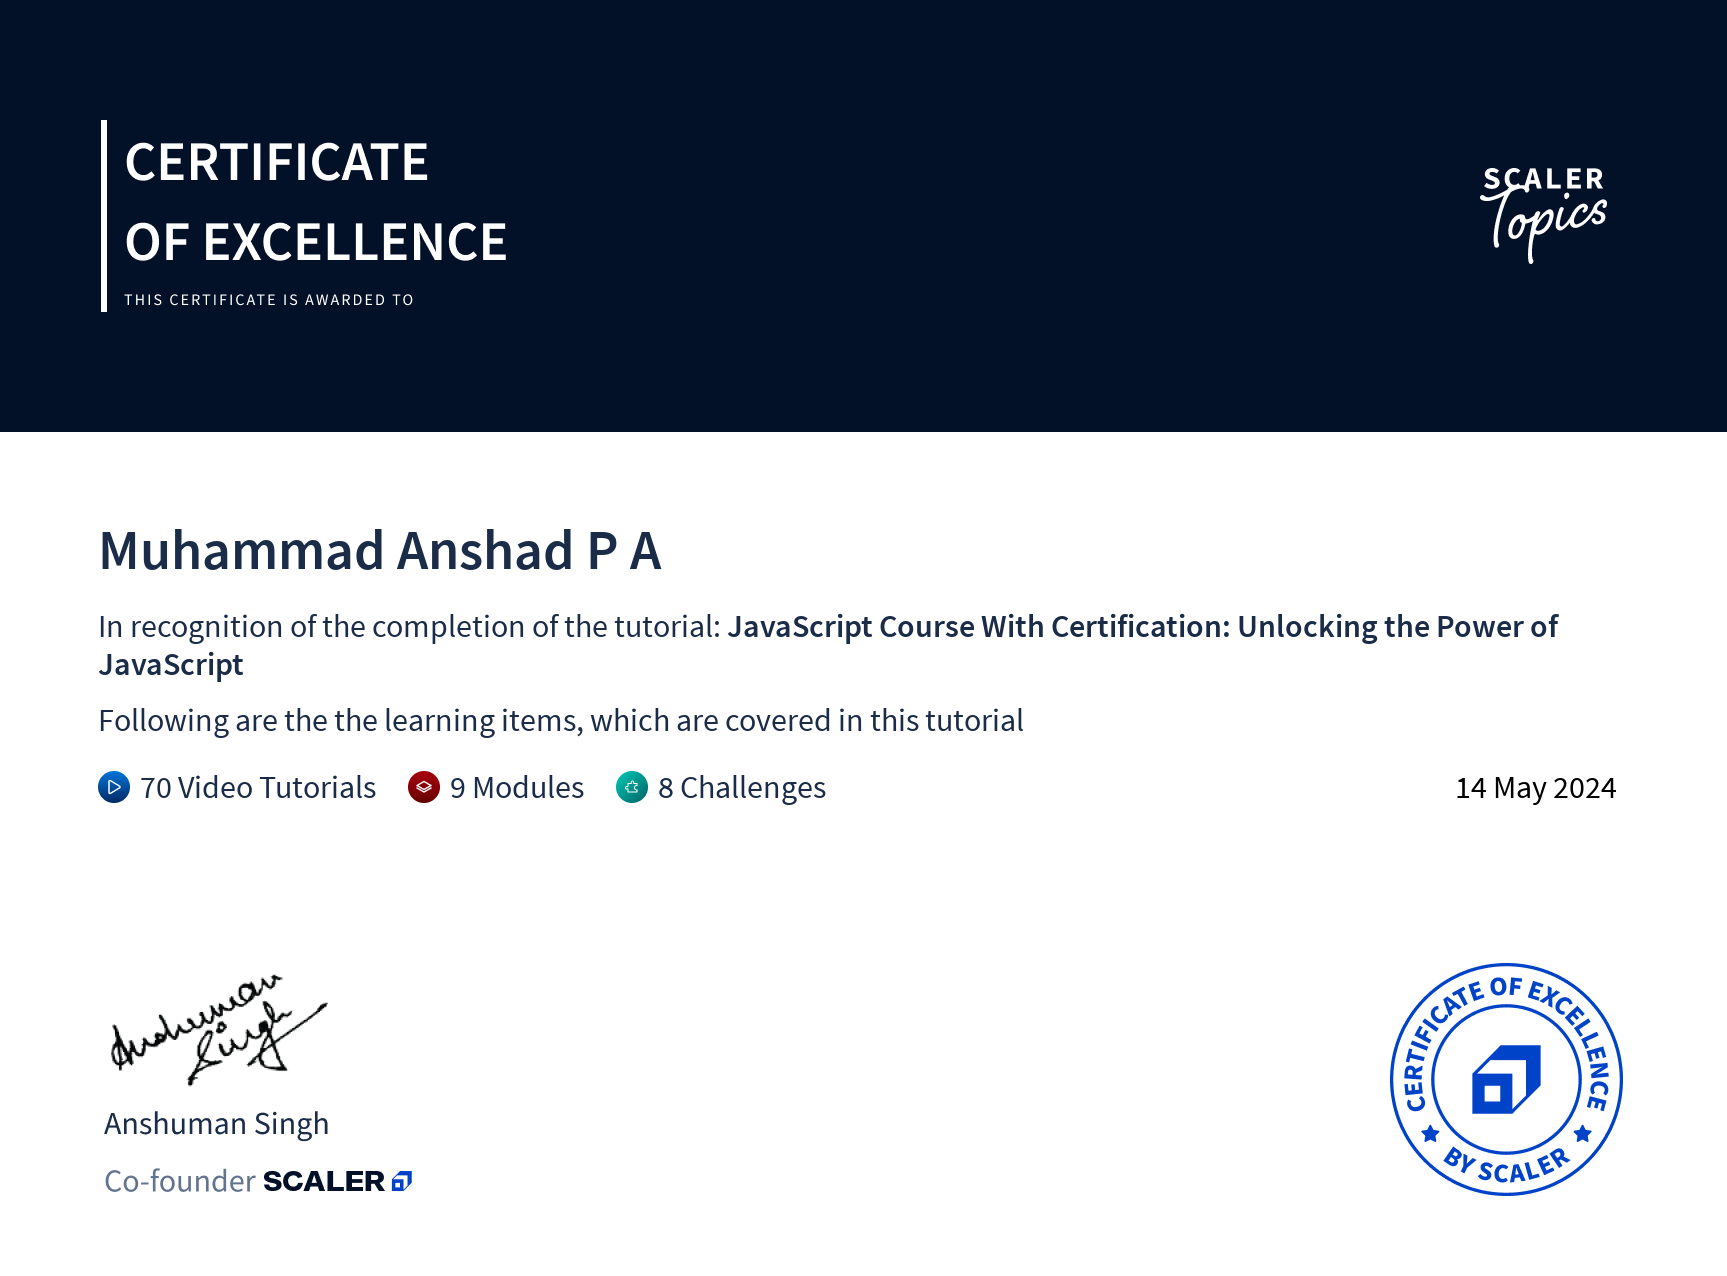 CERTIFICATE
OF EXCELLENCE
THIS CERTIFICATE IS AWARDED TO
SCALER
Topics
Muhammad Anshad P A
In recognition of the completion of the tutorial: JavaScript Course With Certification: Unlocking the Power of
JavaScript
Following are the the learning items, which are covered in this tutorial
70 Video Tutorials 9 Modules 8 Challenges 14 May 2024
Anshuman
Singh
Anshuman Singh
Co-founder SCALER
CERTIFICATE OF EXCELLENCE
BY SCALER